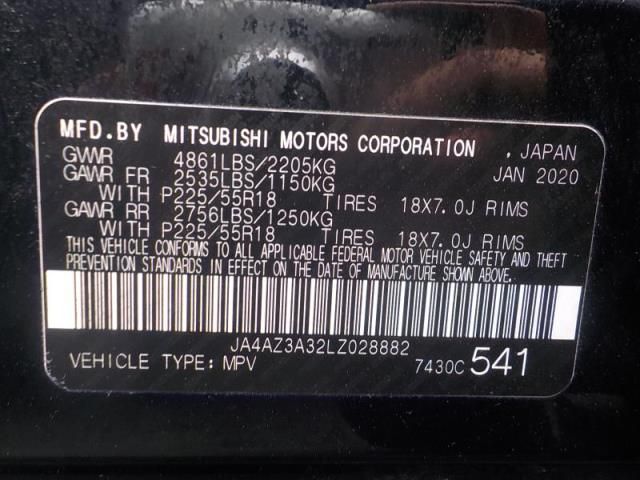 MFD.BY MITSUBISHI MOTORS CORPORATION , JAPAN
GVWR 4861LBS/2205KG JAN 2020
GAWR FR 2535LBS/1150KG
WITH P225/55R18 TIRES 18X7.0J RIMS
GAWR RR 2756LBS/1250KG
WITH P225/55R18 TIRES 18X7.0J RIMS
THIS VEHICLE CONFORMS TO ALL APPLICABLE FEDERAL MOTOR VEHICLE SAFETY AND THEFT
PREVENTION STANDARDS IN EFFECT ON THE DATE OF MANUFACTURE SHOWN ABOVE.
JA4AZ3A32LZ028882
VEHICLE TYPE: MPV 7430C 541